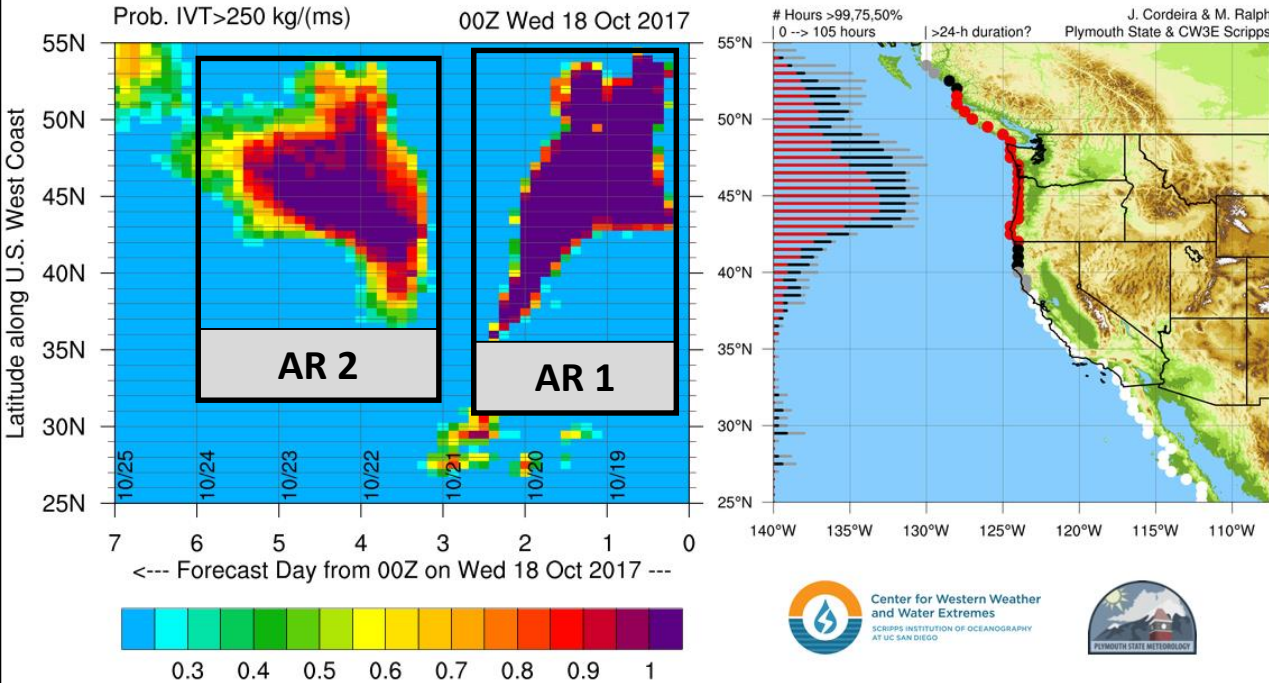 Prob. IVT>250 kg/(ms)
00Z Wed 18 Oct 2017
55N
50N
45N
40N
35N
30N
25N
Latitude along U.S. West Coast
AR 2
AR 1
10/25
10/24
10/23
10/22
10/21
10/20
10/19
7 6 5 4 3 2 1 0
<--- Forecast Day from 00Z on Wed 18 Oct 2017 ---
0.3 0.4 0.5 0.6 0.7 0.8 0.9 1
# Hours >99,75,50%
| 0 --> 105 hours
|>24-h duration?
J. Cordeira & M. Ralph
Plymouth State & CW3E Scripps
55°N
50°N
45°N
40°N
35°N
30°N
25°N
140°W 135°W 130°W 125°W 120°W 115°W 110°W
Center for Western Weather
and Water Extremes
SCRIPPS INSTITUTION OF OCEANOGRAPHY
AT UC SAN DIEGO
PLYMOUTH STATE METEOROLOGY